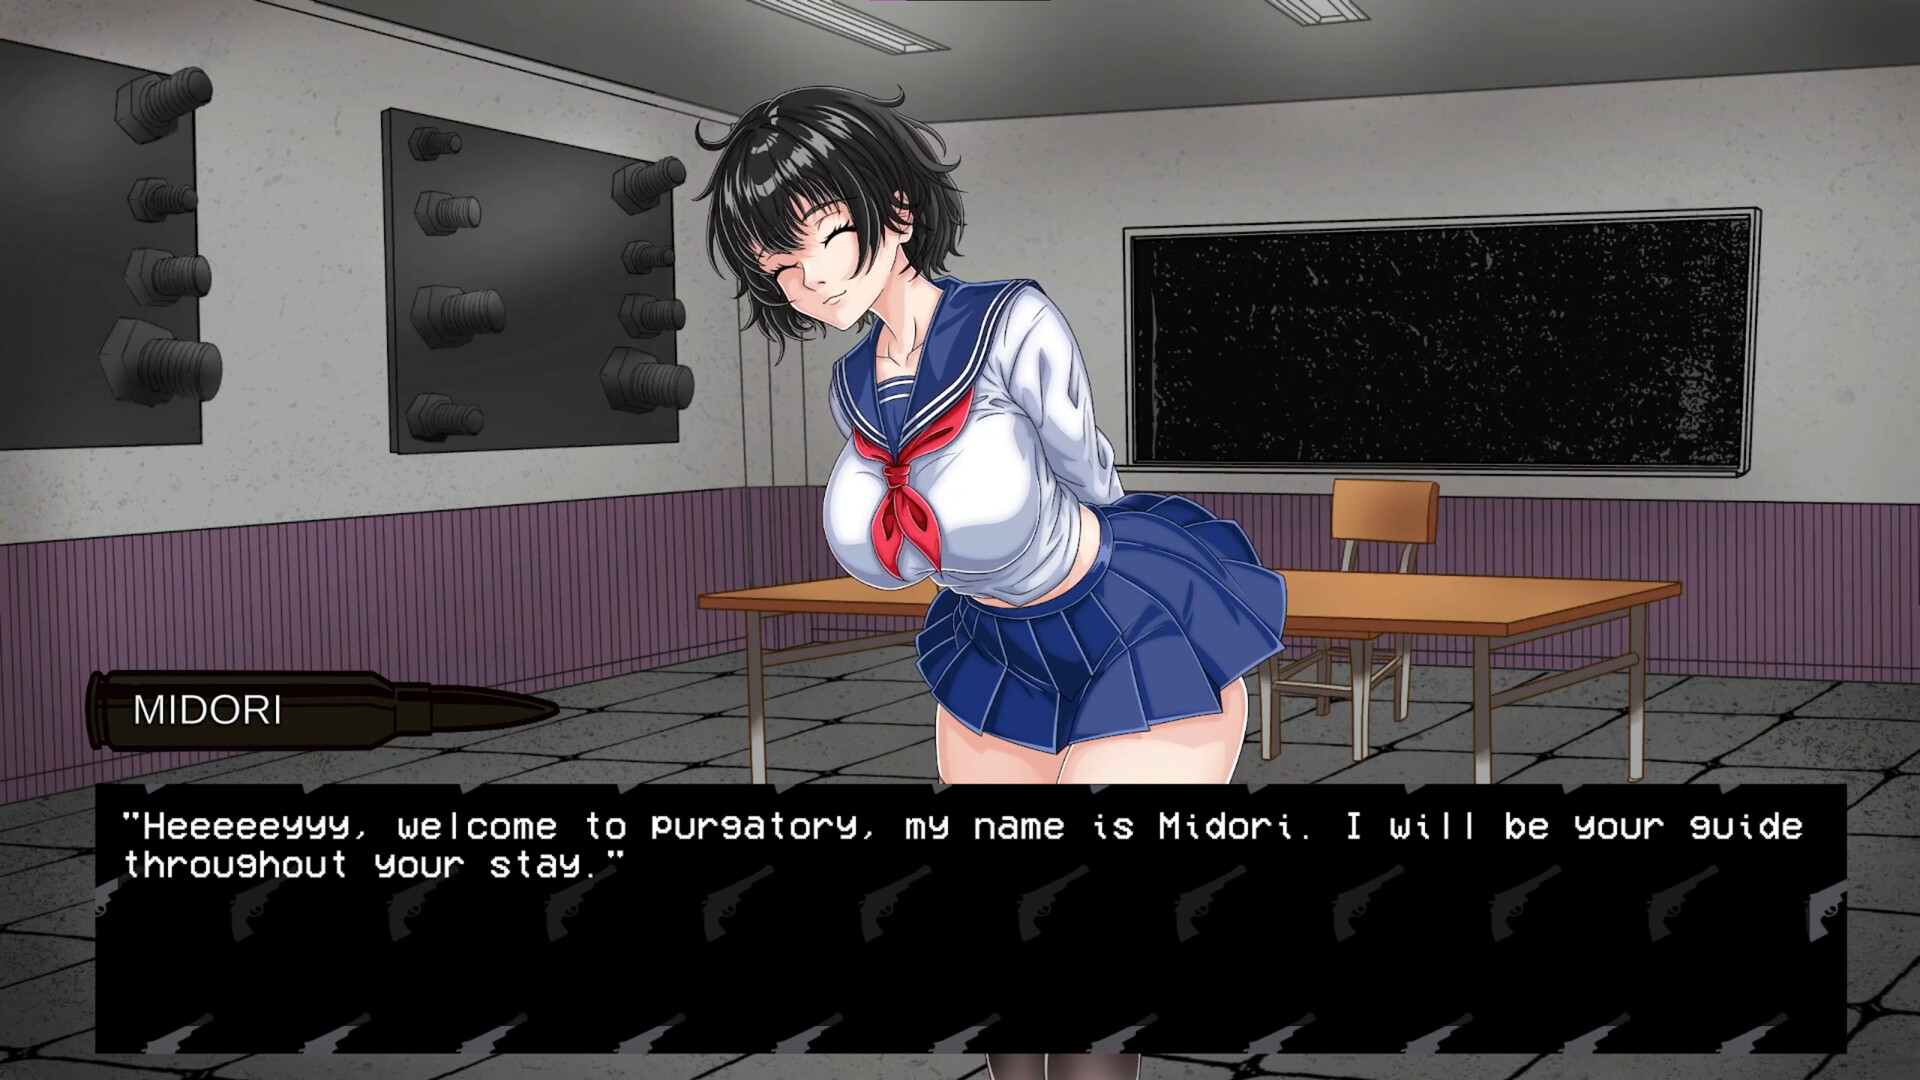 MIDORI
"Heeeeeyyy, welcome to purgatory, my name is Midori. I will be your guide
throughout your stay."